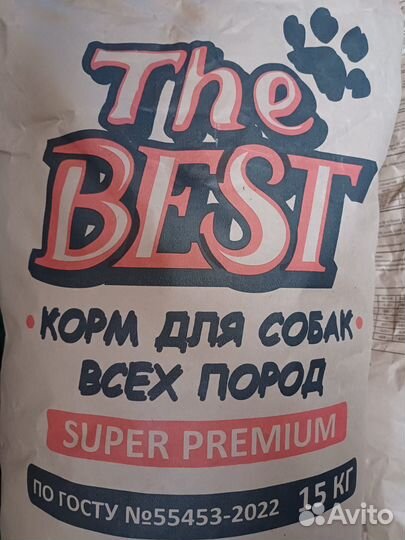 The
BEST
• КОРМ ДЛЯ СОБАК •
ВСЕХ ПОРОД
SUPER PREMIUM
ПО ГОСТУ №55453-2022 15 КГ
Avito